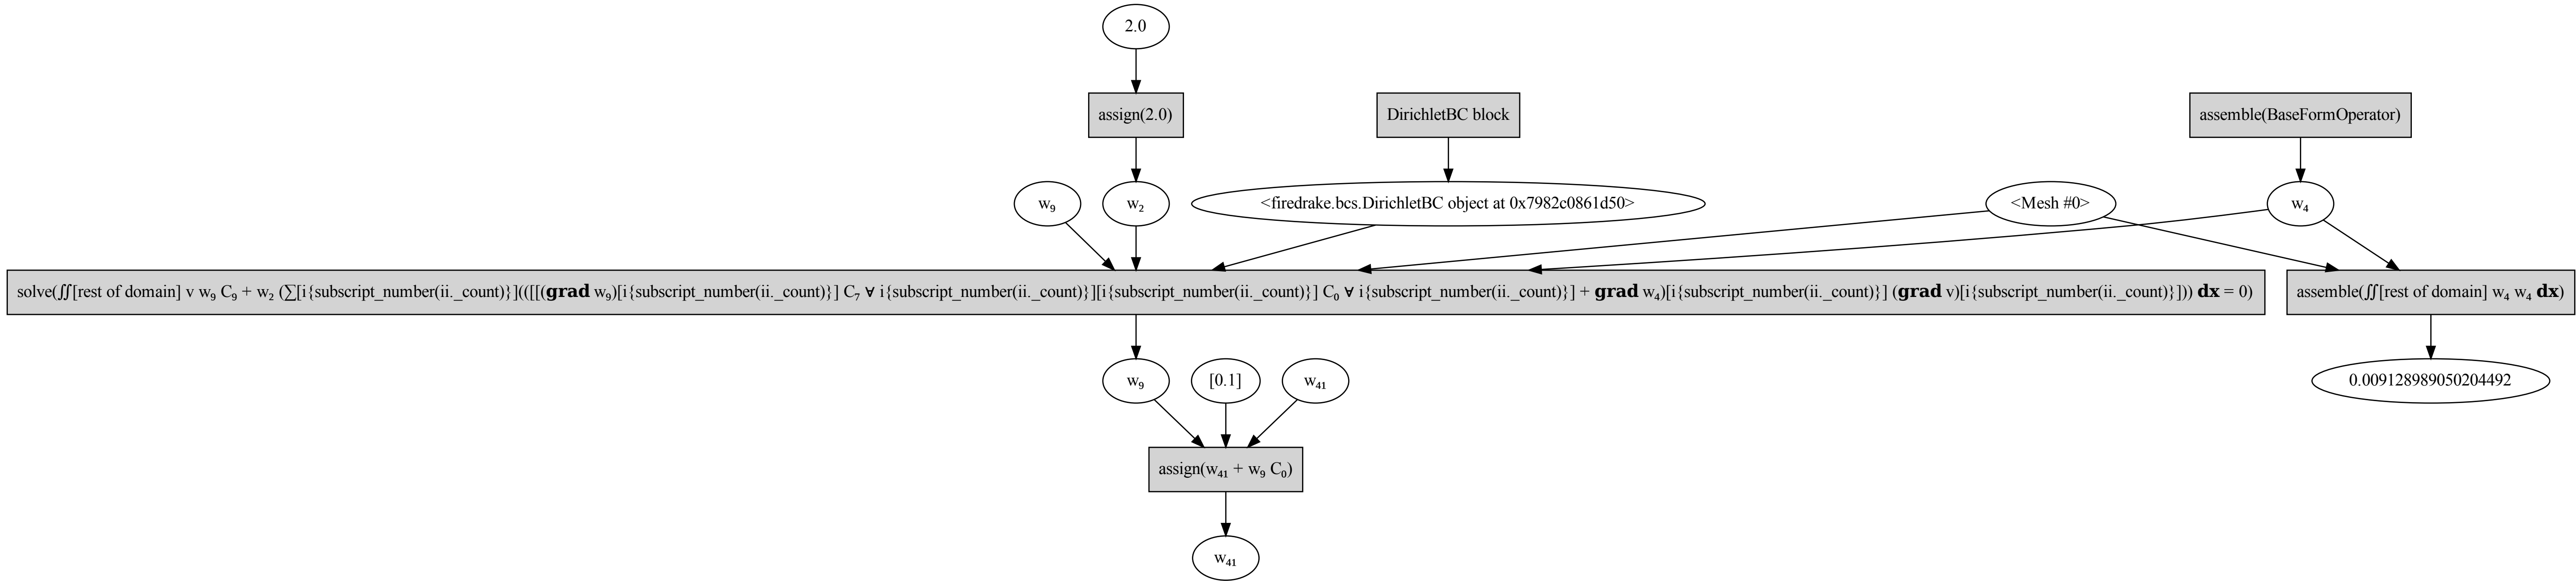 2.0
assign(2.0)
DirichletBC block
assemble(BaseFormOperator)
w₉
w₂
<firedrake.bcs.DirichletBC object at 0x7982c0861d50>
<Mesh #0>
w₄
solve(∬[rest of domain] v w₉ C₉ + w₂ (∑[i{subscript_number(ii._count)}](([[(grad w₉)[i{subscript_number(ii._count)}] C₇ ∀ i{subscript_number(ii._count)}][i{subscript_number(ii._count)}] C₀ ∀ i{subscript_number(ii._count)}] + grad w₄)[i{subscript_number(ii._count)}] (grad v)[i{subscript_number(ii._count)}])) dx = 0)
assemble(∬[rest of domain] w₄ w₄ dx)
w₉
[0.1]
w₄₁
0.009128989050204492
assign(w₄₁ + w₉ C₀)
w₄₁